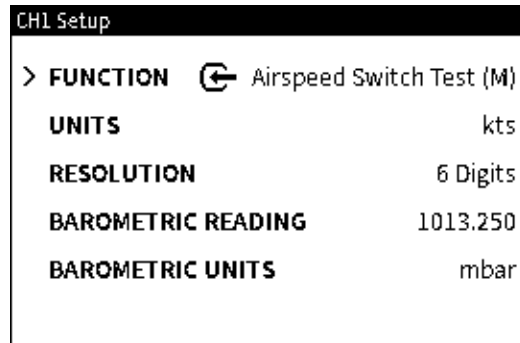 CH1 Setup
> FUNCTION Airspeed Switch Test (M)
UNITS kts
RESOLUTION 6 Digits
BAROMETRIC READING 1013.250
BAROMETRIC UNITS mbar